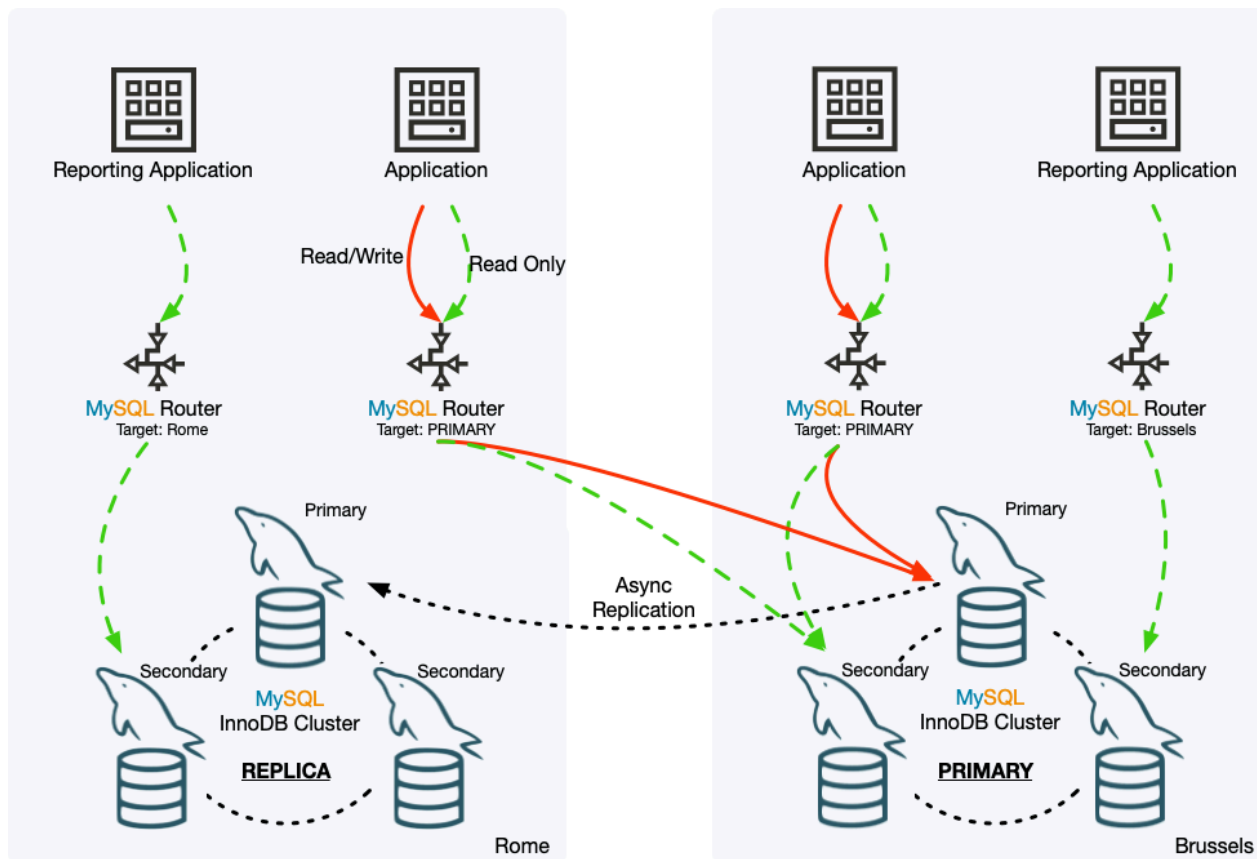 Reporting Application
Application
Application
Reporting Application
Read/Write
Read Only
MySQL Router
Target: Rome
MySQL Router
Target: PRIMARY
MySQL Router
Target: PRIMARY
MySQL Router
Target: Brussels
Primary
Primary
Async
Replication
Secondary
Secondary
Secondary
Secondary
MySQL
InnoDB Cluster
REPLICA
MySQL
InnoDB Cluster
PRIMARY
Rome
Brussels